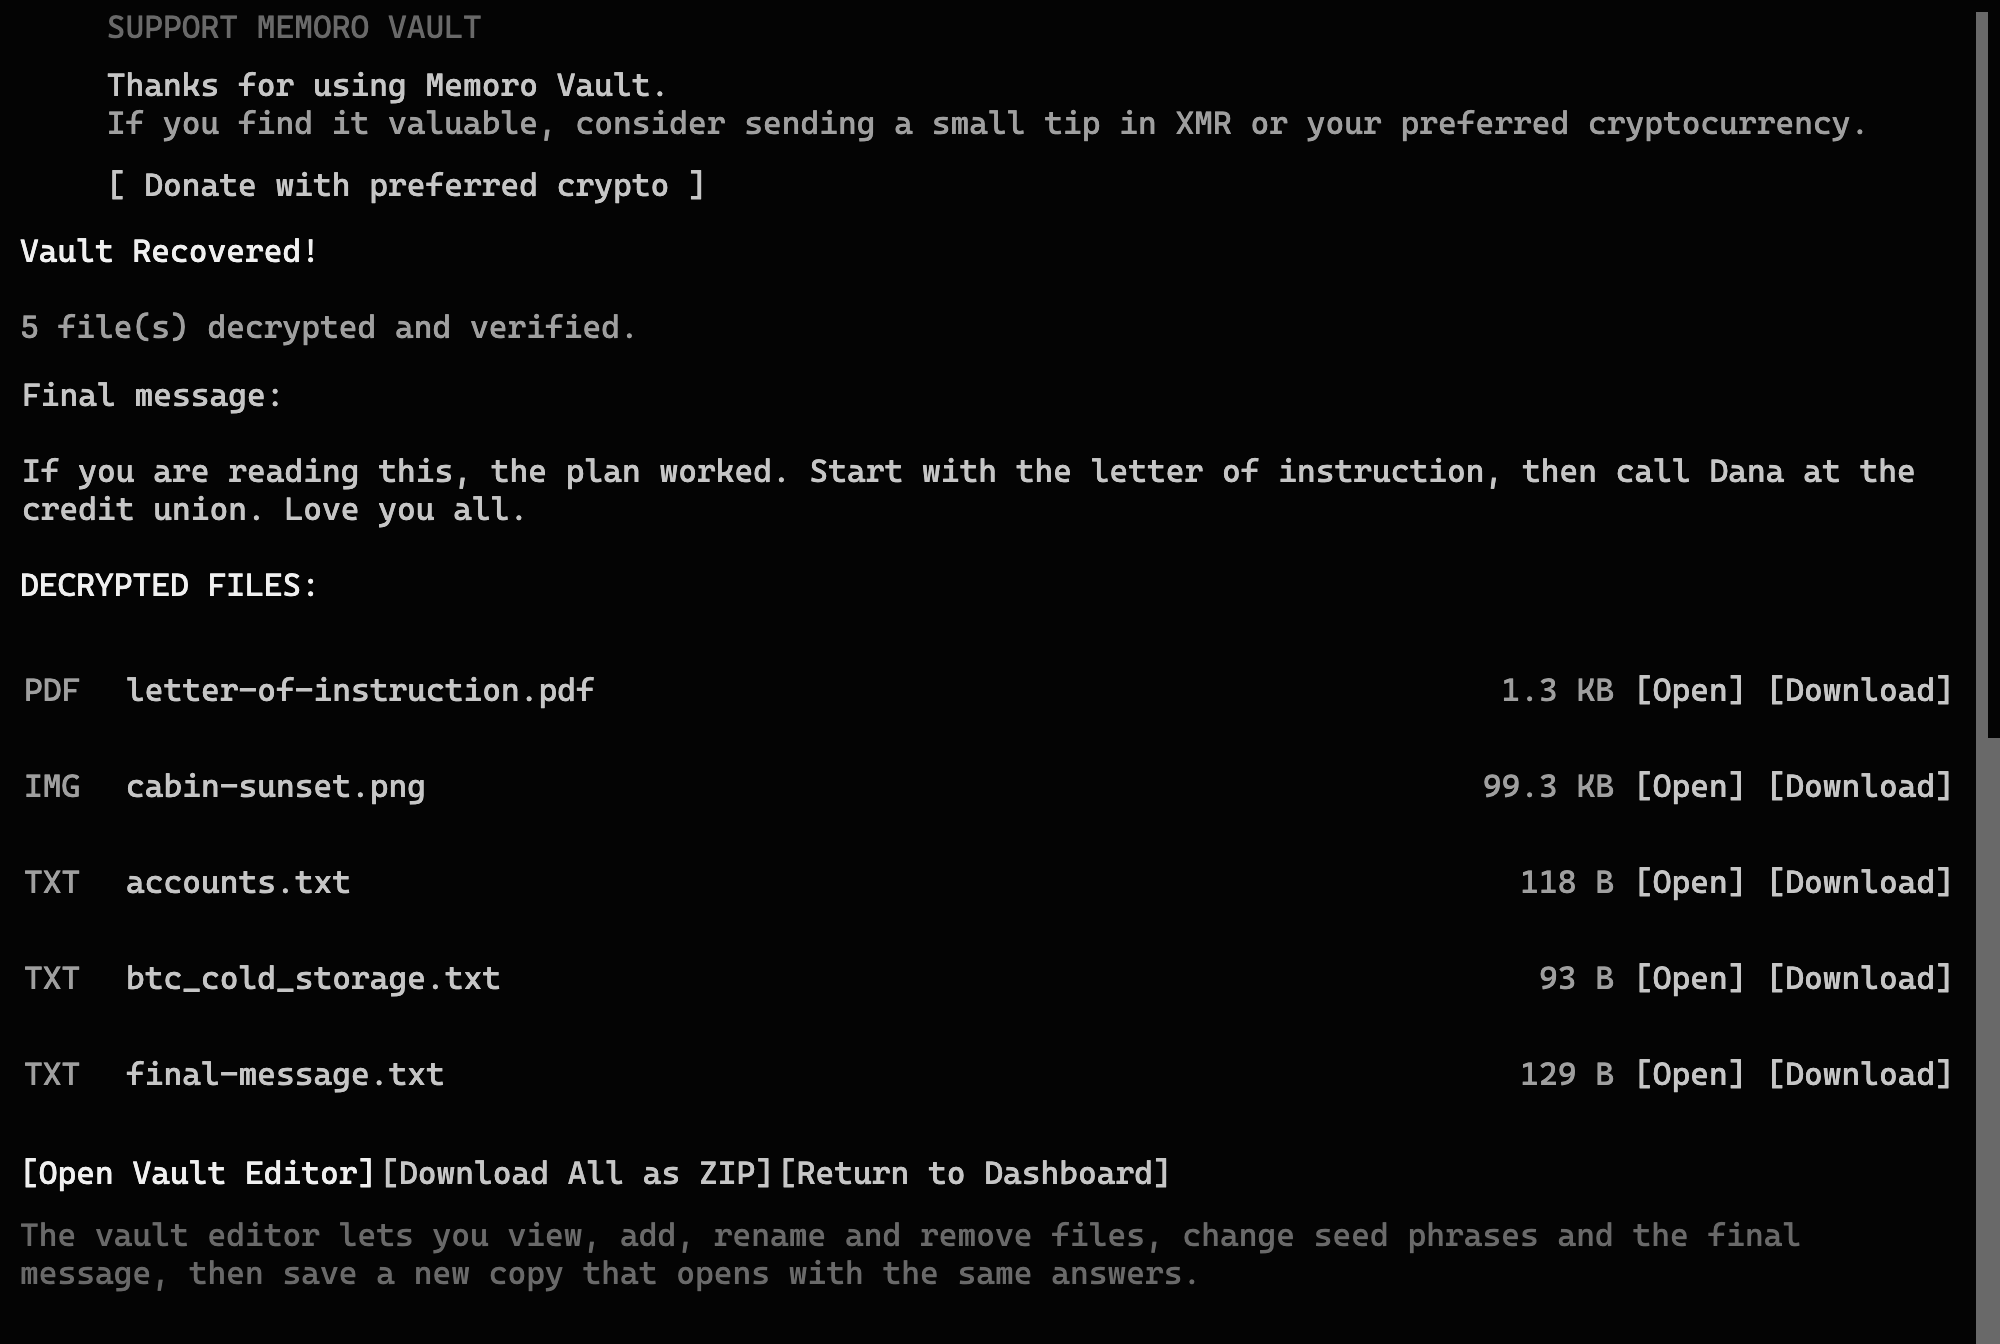 SUPPORT MEMORO VAULT
Thanks for using Memoro Vault.
If you find it valuable, consider sending a small tip in XMR or your preferred cryptocurrency.
[ Donate with preferred crypto ]
Vault Recovered!
5 file(s) decrypted and verified.
Final message:
If you are reading this, the plan worked. Start with the letter of instruction, then call Dana at the
credit union. Love you all.
DECRYPTED FILES:
PDF letter-of-instruction.pdf 1.3 KB [Open] [Download]
IMG cabin-sunset.png 99.3 KB [Open] [Download]
TXT accounts.txt 118 B [Open] [Download]
TXT btc_cold_storage.txt 93 B [Open] [Download]
TXT final-message.txt 129 B [Open] [Download]
[Open Vault Editor][Download All as ZIP][Return to Dashboard]
The vault editor lets you view, add, rename and remove files, change seed phrases and the final
message, then save a new copy that opens with the same answers.